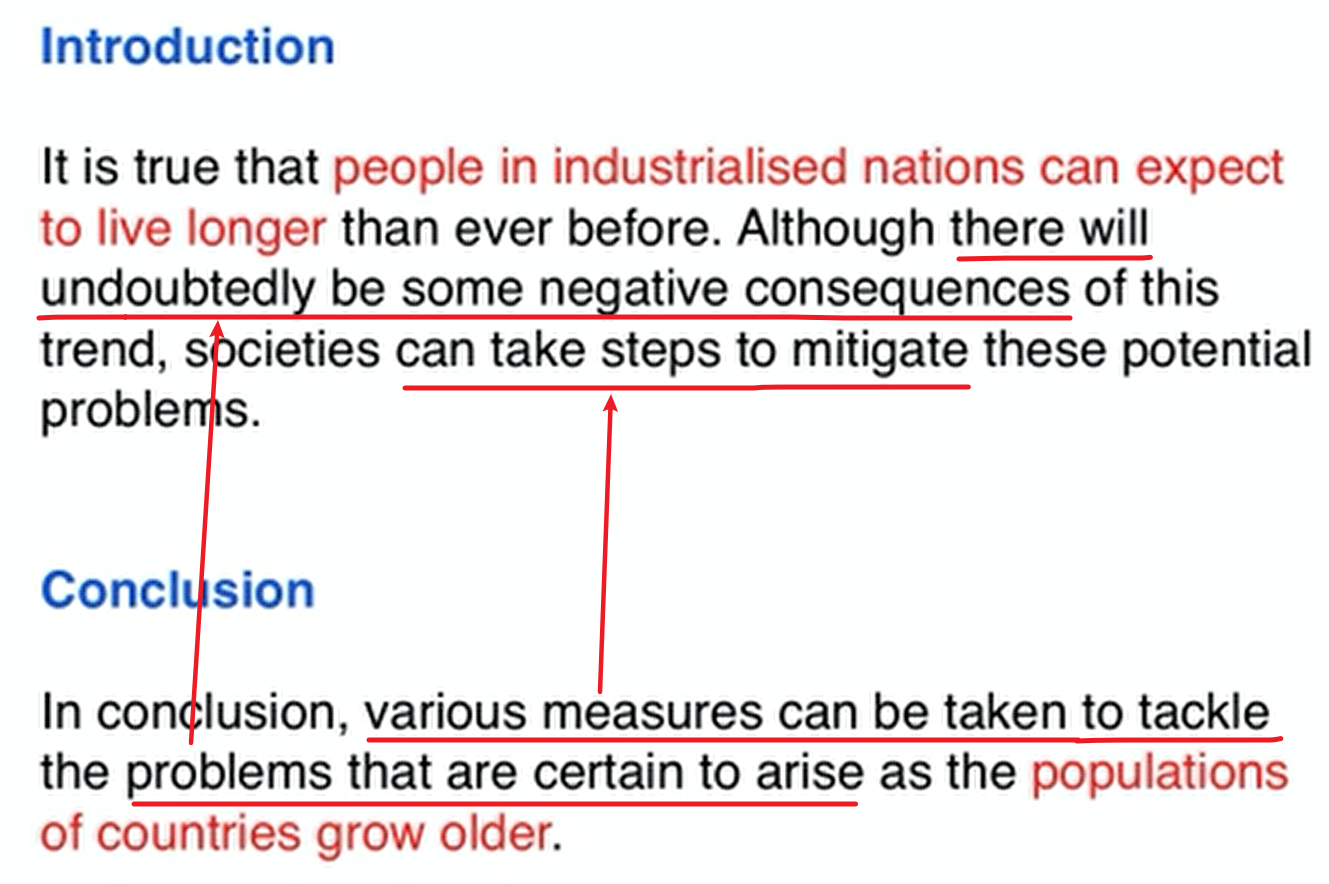 Introduction
It is true that people in industrialised nations can expect
to live longer than ever before. Although there will
undoubtedly be some negative consequences of this
trend, societies can take steps to mitigate these potential
problems.
Conclusion
In conclusion, various measures can be taken to tackle
the problems that are certain to arise as the populations
of countries grow older.